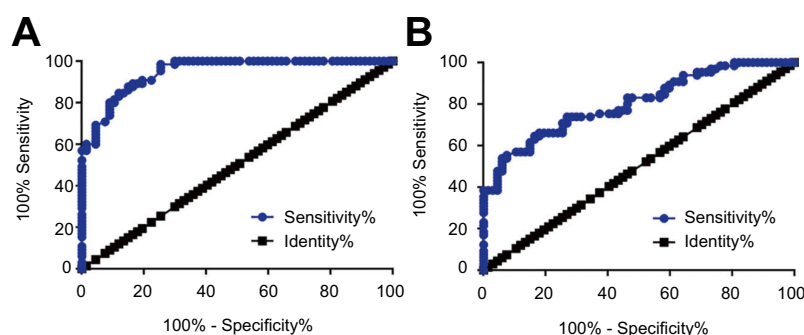 A
100% Sensitivity
100
80
60
40
20
0
Sensitivity%
Identity%
0 20 40 60 80 100
100% - Specificity%
B
100% Sensitivity
100
80
60
40
20
0
Sensitivity%
Identity%
0 20 40 60 80 100
100% - Specificity%